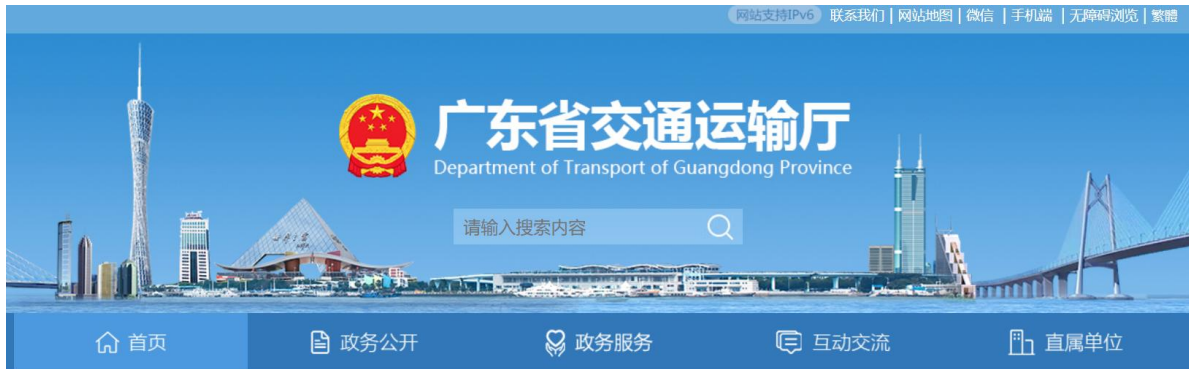 网站支持IPv6 联系我们 | 网站地图 | 微信 | 手机端 | 无障碍浏览 | 繁體
广东省交通运输厅
Department of Transport of Guangdong Province
请输入搜索内容
首页 政务公开 政务服务 互动交流 直属单位